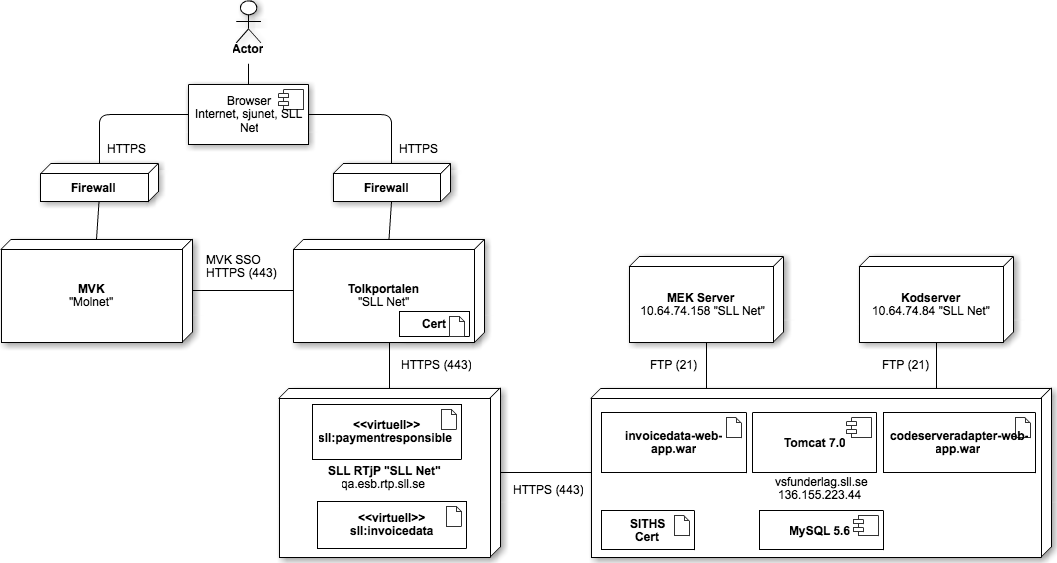 Actor
Browser
Internet, sjunet, SLL
Net
HTTPS
HTTPS
Firewall
Firewall
MVK
"Molnet"
MVK SSO
HTTPS (443)
Tolkportalen
"SLL Net"
Cert
MEK Server
10.64.74.158 "SLL Net"
Kodserver
10.64.74.84 "SLL Net"
HTTPS (443)
FTP (21)
FTP (21)
<<virtuell>>
sll:paymentresponsible
SLL RTjP "SLL Net"
qa.esb.rtp.sll.se
<<virtuell>>
sll:invoicedata
HTTPS (443)
invoicedata-web-
app.war
Tomcat 7.0
codeserveradapter-web-
app.war
vsfunderlag.sll.se
136.155.223.44
SITHS
Cert
MySQL 5.6